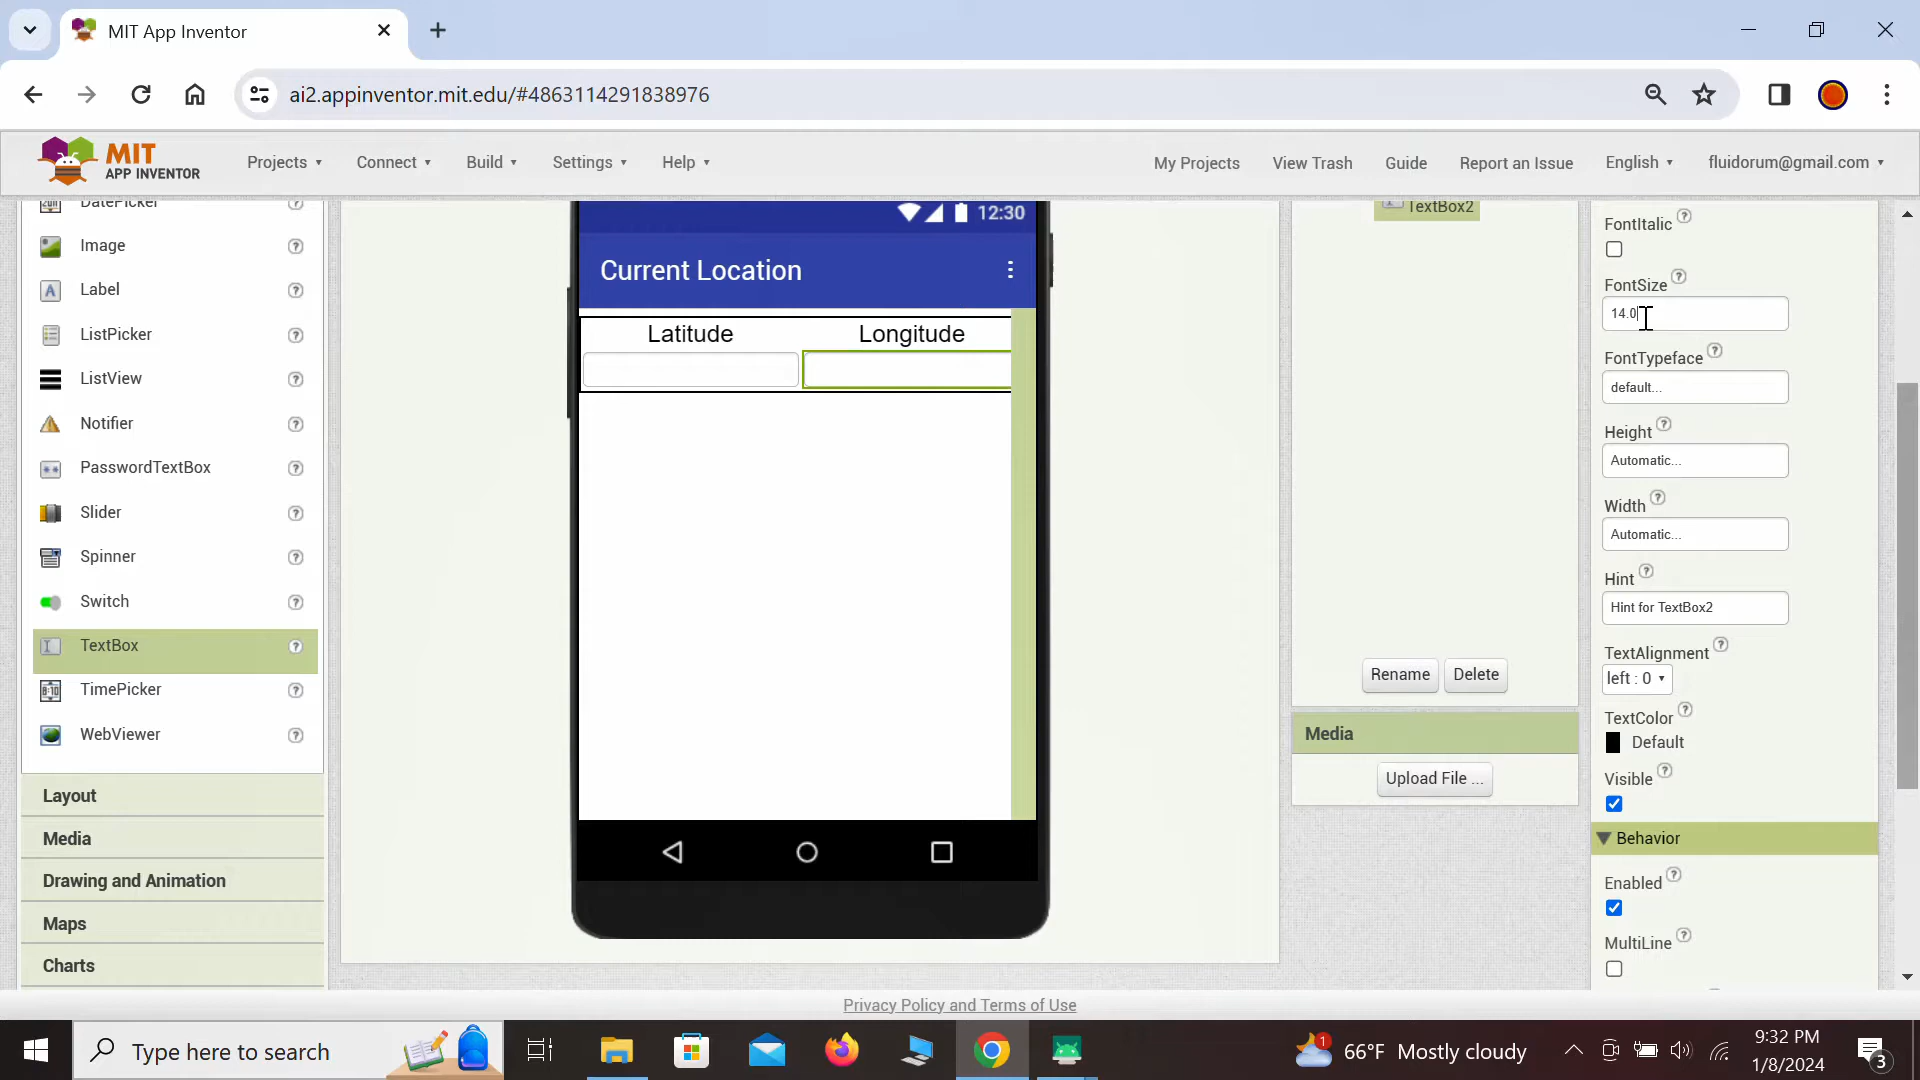 MIT App Inventor
ai2.appinventor.mit.edu/#4863114291838976
MIT
APP INVENTOR
Projects
Connect
Build
Settings
Help
My Projects
View Trash
Guide
Report an Issue
English
fluidorum@gmail.com
DatePicker
Image
Label
ListPicker
ListView
Notifier
PasswordTextBox
Slider
Spinner
Switch
TextBox
TimePicker
WebViewer
Layout
Media
Drawing and Animation
Maps
Charts
12:30
Current Location
Latitude Longitude
TextBox2
Rename Delete
Media
Upload File ...
FontItalic
FontSize
14.0
FontTypeface
default...
Height
Automatic...
Width
Automatic...
Hint
Hint for TextBox2
TextAlignment
left : 0
TextColor
Default
Visible
Behavior
Enabled
MultiLine
Privacy Policy and Terms of Use
Type here to search
1
66°F Mostly cloudy
9:32 PM
1/8/2024
3